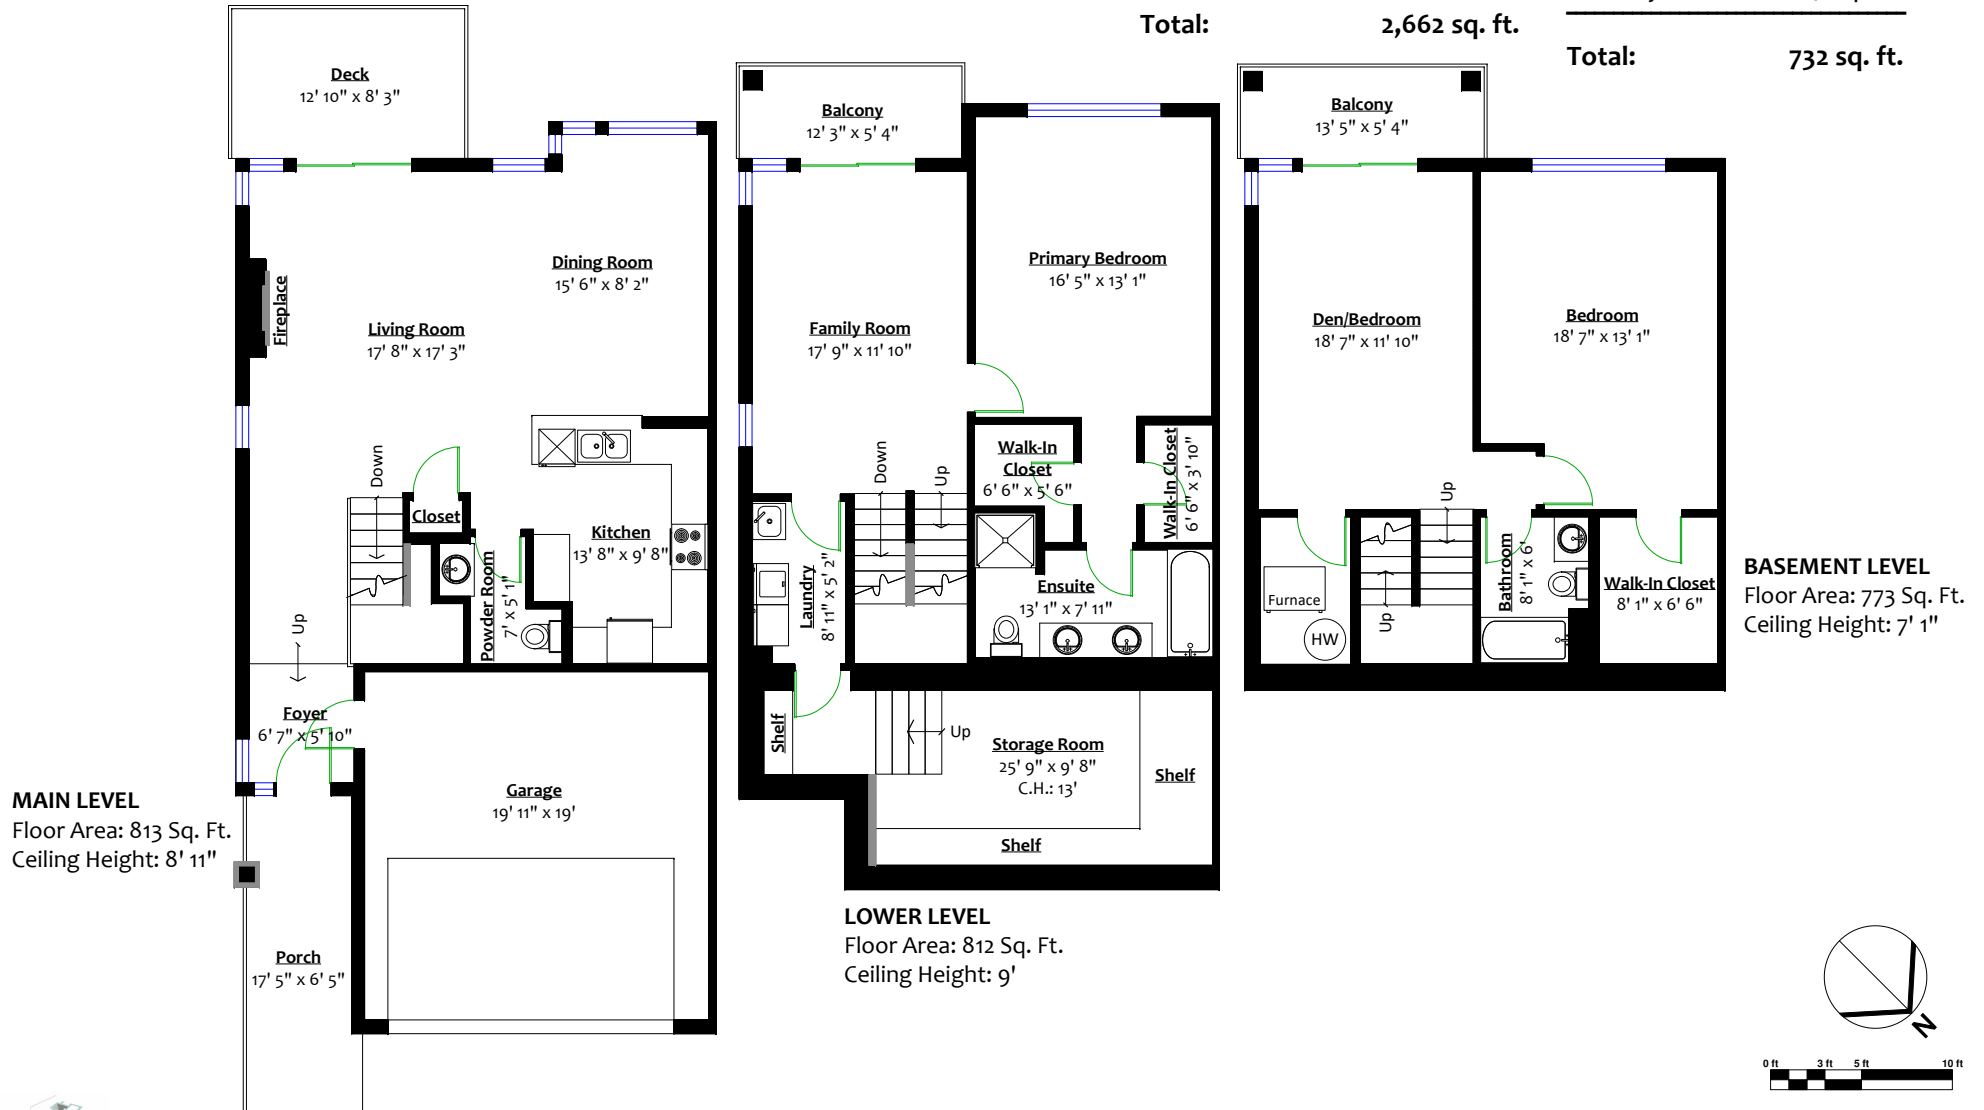 Total: 2,662 sq. ft.
Total: 732 sq. ft.
Deck
12' 10" x 8' 3"
Dining Room
15' 6" x 8' 2"
Fireplace
Living Room
17' 8" x 17' 3"
Down
Closet
Kitchen
13' 8" x 9' 8"
Powder Room
7' x 5' 1"
Up
Foyer
6' 7" x 5' 10"
Garage
19' 11" x 19'
Porch
17' 5" x 6' 5"
MAIN LEVEL
Floor Area: 813 Sq. Ft.
Ceiling Height: 8' 11"
Balcony
12' 3" x 5' 4"
Primary Bedroom
16' 5" x 13' 1"
Family Room
17' 9" x 11' 10"
Down
Up
Walk-In
Closet
6' 6" x 5' 6"
Walk-In Closet
6' 6" x 3' 10"
Laundry
8' 11" x 5' 2"
Ensuite
13' 1" x 7' 11"
Shelf
Up
Storage Room
25' 9" x 9' 8"
C.H.: 13'
Shelf
Shelf
LOWER LEVEL
Floor Area: 812 Sq. Ft.
Ceiling Height: 9'
Balcony
13' 5" x 5' 4"
Den/Bedroom
18' 7" x 11' 10"
Bedroom
18' 7" x 13' 1"
Up
Up
Furnace
HW
Bathroom
8' 1" x 6'
Walk-In Closet
8' 1" x 6' 6"
BASEMENT LEVEL
Floor Area: 773 Sq. Ft.
Ceiling Height: 7' 1"
N
0 ft 3 ft 5 ft 10 ft